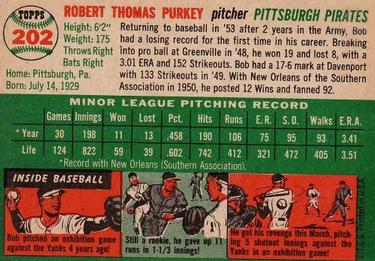 TOPPS
202
ROBERT THOMAS PURKEY pitcher PITTSBURGH PIRATES
Height: 6'2"
Weight: 175
Throws Right
Bats Right
Home: Pittsburgh, Pa.
Born: July 14, 1929
Returning to baseball in '53 after 2 years in the Army, Bob
had a losing record for the first time in his career. Breaking
into pro ball at Greenville in '48, he won 19 and lost 8, with a
3.01 ERA and 152 Strikeouts. Bob had a 17-6 mark at Davenport
with 133 Strikeouts in '49. With New Orleans of the Southern
Association in 1950, he posted 12 Wins and fanned 92.
MINOR LEAGUE PITCHING RECORD
Games Innings Won Lost Pct. Hits Runs E.R. S.O. Walks E.R.A.
* Year 30 198 11 13 .458 190 106 75 95 93 3.41
Life 124 823 59 39 .602 774 412 321 472 405 3.51
*Record with New Orleans (Southern Association).
INSIDE BASEBALL
Bob pitched an exhibition game
against the Yanks 4 years ago!
Still a rookie, he gave up 11
runs in 1-1/3 innings!
He got his revenge this March, pitch-
ing 5 shutout innings against the
Yanks in an exhibition game!